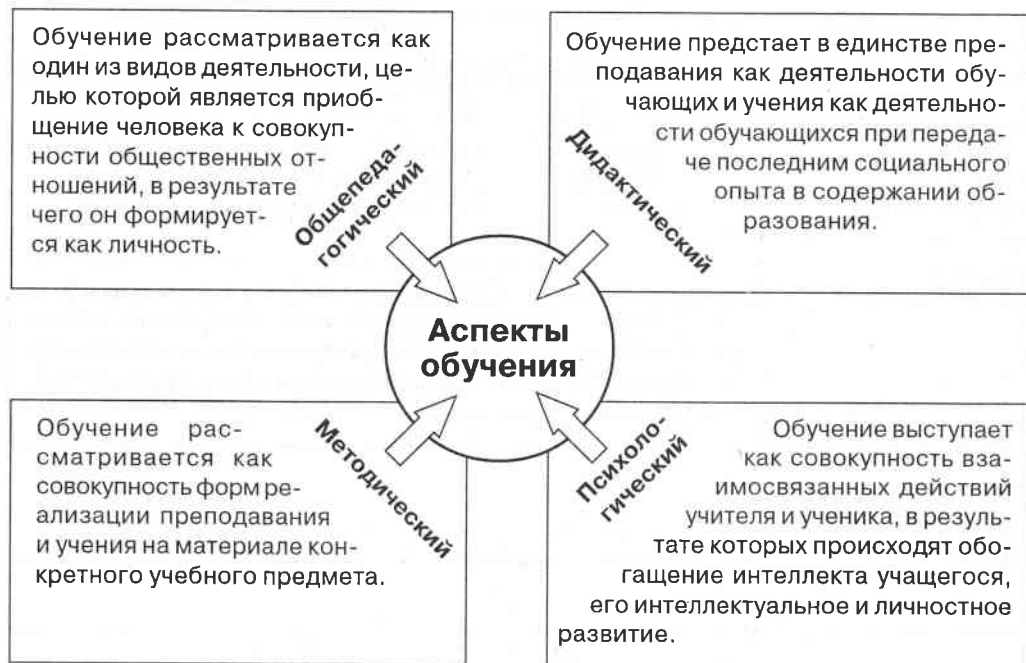 Обучение рассматривается как
один из видов деятельности, це-
лью которой является приоб-
щение человека к совокуп-
ности общественных от-
ношений, в результате
чего он формирует-
ся как личность.
Общепеда-
гогический
Обучение предстает в единстве пре-
подавания как деятельности обу-
чающих и учения как деятельно-
сти обучающихся при переда-
че последним социального
опыта в содержании об-
разования.
Дидактический
Аспекты
обучения
Обучение рас-
сматривается как
совокупность форм ре-
ализации преподавания
и учения на материале кон-
кретного учебного предмета.
Методический
Психоло-
гический
Обучение выступает
как совокупность вза-
имосвязанных действий
учителя и ученика, в резуль-
тате которых происходят обо-
гащение интеллекта учащегося,
его интеллектуальное и личностное
развитие.